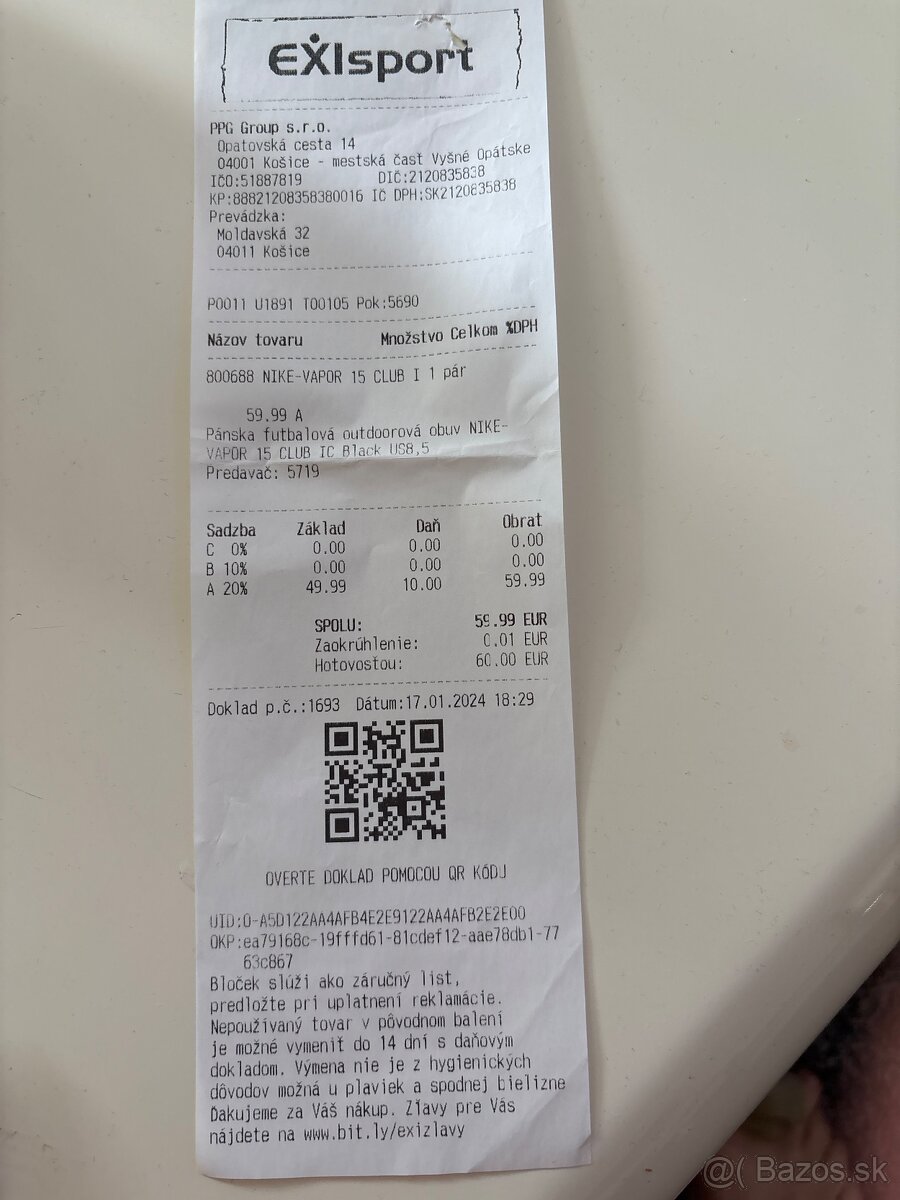 EXIsport
PPG Group s.r.o.
Opatovská cesta 14
04001 Košice - mestská časť Vyšné Opátske
IČO:51887819 DIČ:2120835838
KP:88821208358380016 IČ DPH:SK2120835838
Prevádzka:
Moldavská 32
04011 Košice
P0011 U1891 T00105 Pok:5690
Názov tovaru Množstvo Celkom %DPH
800688 NIKE-VAPOR 15 CLUB I 1 pár
59.99 A
Pánska futbalová outdoorová obuv NIKE-
VAPOR 15 CLUB IC Black US8,5
Predavač: 5719
Sadzba Základ Daň Obrat
C 0% 0.00 0.00 0.00
B 10% 0.00 0.00 0.00
A 20% 49.99 10.00 59.99
SPOLU: 59.99 EUR
Zaokrúhlenie: 0.01 EUR
Hotovosťou: 60.00 EUR
Doklad p.č.:1693 Dátum:17.01.2024 18:29
OVERTE DOKLAD POMOCOU QR KÓDU
UID:O-A5D122AA4AFB4E2E9122AA4AFB2E2E00
OKP:ea79168c-19fffd61-81cdef12-aae78db1-77
63c867
Bloček slúži ako záručný list,
predložte pri uplatnení reklamácie.
Nepoužívaný tovar v pôvodnom balení
je možné vymeniť do 14 dní s daňovým
dokladom. Výmena nie je z hygienických
dôvodov možná u plaviek a spodnej bielizne
Ďakujeme za Váš nákup. Zľavy pre Vás
nájdete na www.bit.ly/exizlavy
@( Bazos.sk